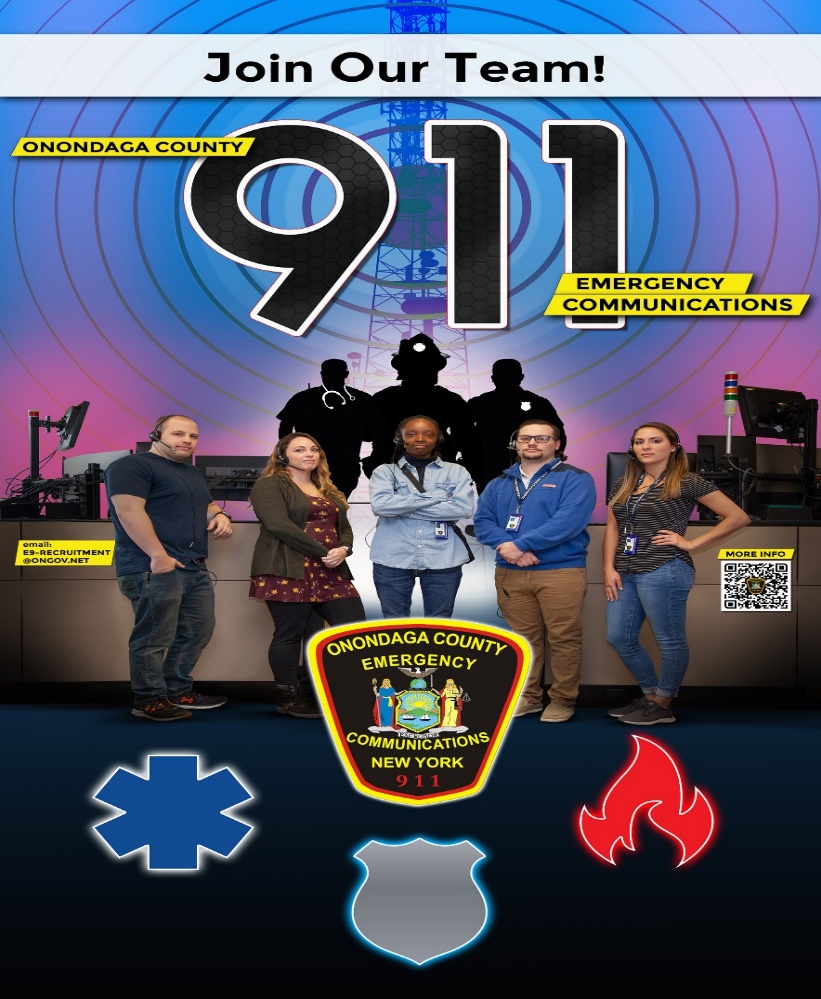 Join Our Team!
ONONDAGA COUNTY
911
EMERGENCY
COMMUNICATIONS
email:
E9-RECRUITMENT
@ONGOV.NET
MORE INFO
ONONDAGA COUNTY
EMERGENCY
EXCELSIOR
COMMUNICATIONS
NEW YORK
911